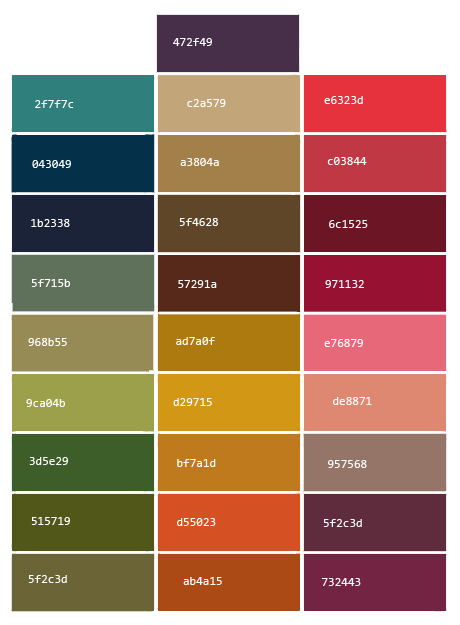 472f49
2f7f7c
c2a579
e6323d
043049
a3804a
c03844
1b2338
5f4628
6c1525
5f715b
57291a
971132
968b55
ad7a0f
e76879
9ca04b
d29715
de8871
3d5e29
bf7a1d
957568
515719
d55023
5f2c3d
5f2c3d
ab4a15
732443